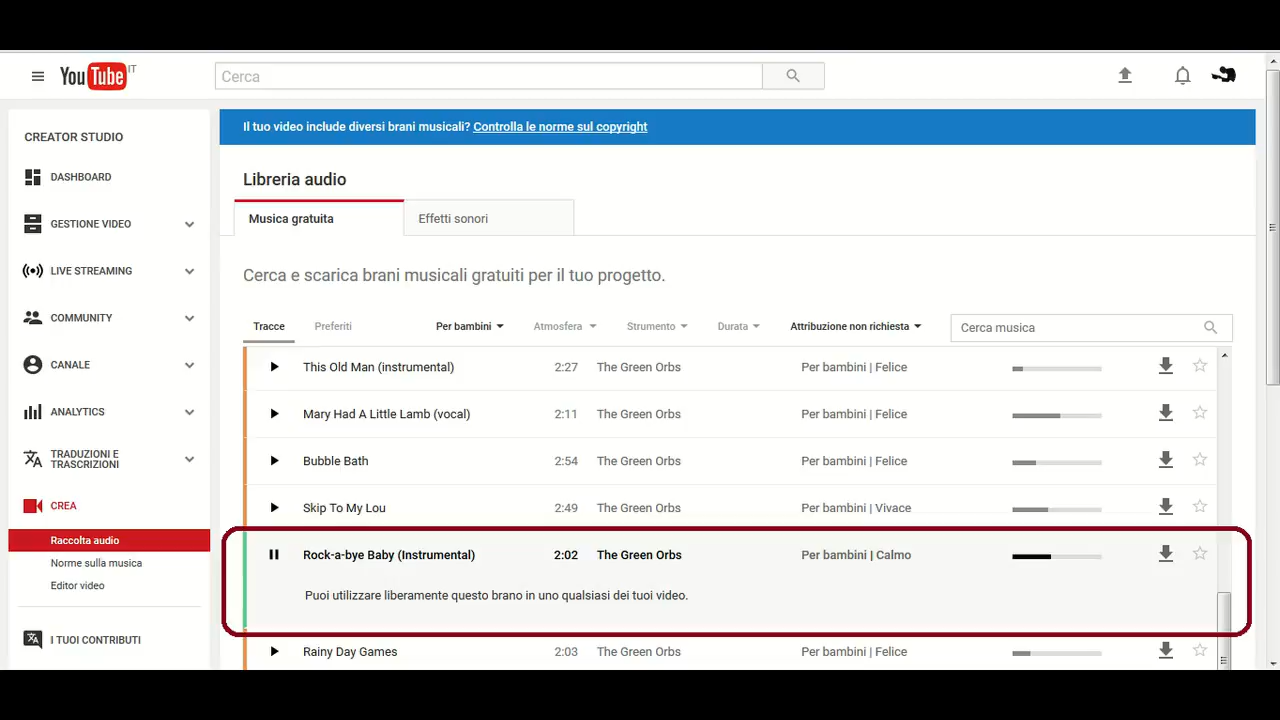 YouTube IT
Cerca
CREATOR STUDIO
DASHBOARD
GESTIONE VIDEO
LIVE STREAMING
COMMUNITY
CANALE
ANALYTICS
TRADUZIONI E
TRASCRIZIONI
CREA
Raccolta audio
Norme sulla musica
Editor video
I TUOI CONTRIBUTI
Il tuo video include diversi brani musicali? Controlla le norme sul copyright
Libreria audio
Musica gratuita Effetti sonori
Cerca e scarica brani musicali gratuiti per il tuo progetto.
Tracce Preferiti Per bambini Atmosfera Strumento Durata Attribuzione non richiesta Cerca musica
This Old Man (instrumental) 2:27 The Green Orbs Per bambini | Felice
Mary Had A Little Lamb (vocal) 2:11 The Green Orbs Per bambini | Felice
Bubble Bath 2:54 The Green Orbs Per bambini | Felice
Skip To My Lou 2:49 The Green Orbs Per bambini | Vivace
Rock-a-bye Baby (Instrumental) 2:02 The Green Orbs Per bambini | Calmo
Puoi utilizzare liberamente questo brano in uno qualsiasi dei tuoi video.
Rainy Day Games 2:03 The Green Orbs Per bambini | Felice